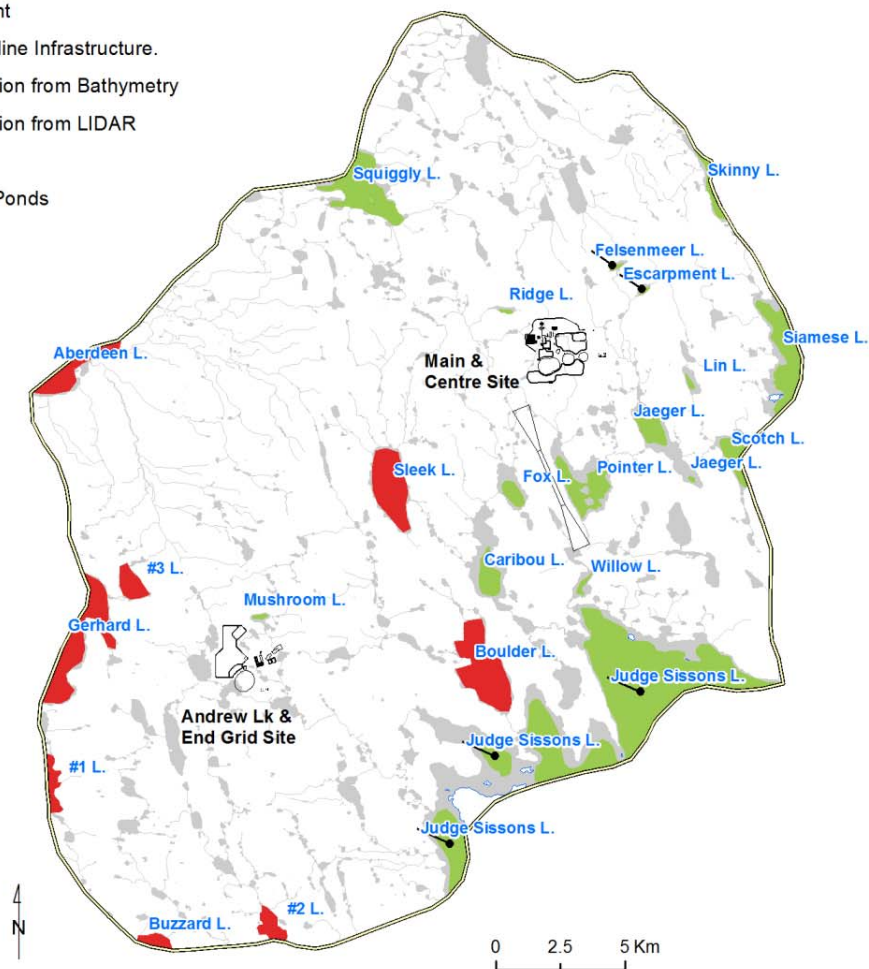 nt
line Infrastructure.
ion from Bathymetry
ion from LIDAR
Ponds
Squiggly L.
Skinny L.
Felsenmeer L.
Escarpment L.
Ridge L.
Siamese L.
Aberdeen L.
Main &
Centre Site
Lin L.
Jaeger L.
Scotch L.
Sleek L.
Fox L.
Pointer L.
Jaeger L.
Caribou L.
Willow L.
#3 L.
Mushroom L.
Gerhard L.
Boulder L.
Judge Sissons L.
Andrew Lk &
End Grid Site
Judge Sissons L.
#1 L.
Judge Sissons L.
#2 L.
Buzzard L.
N
0 2.5 5 Km